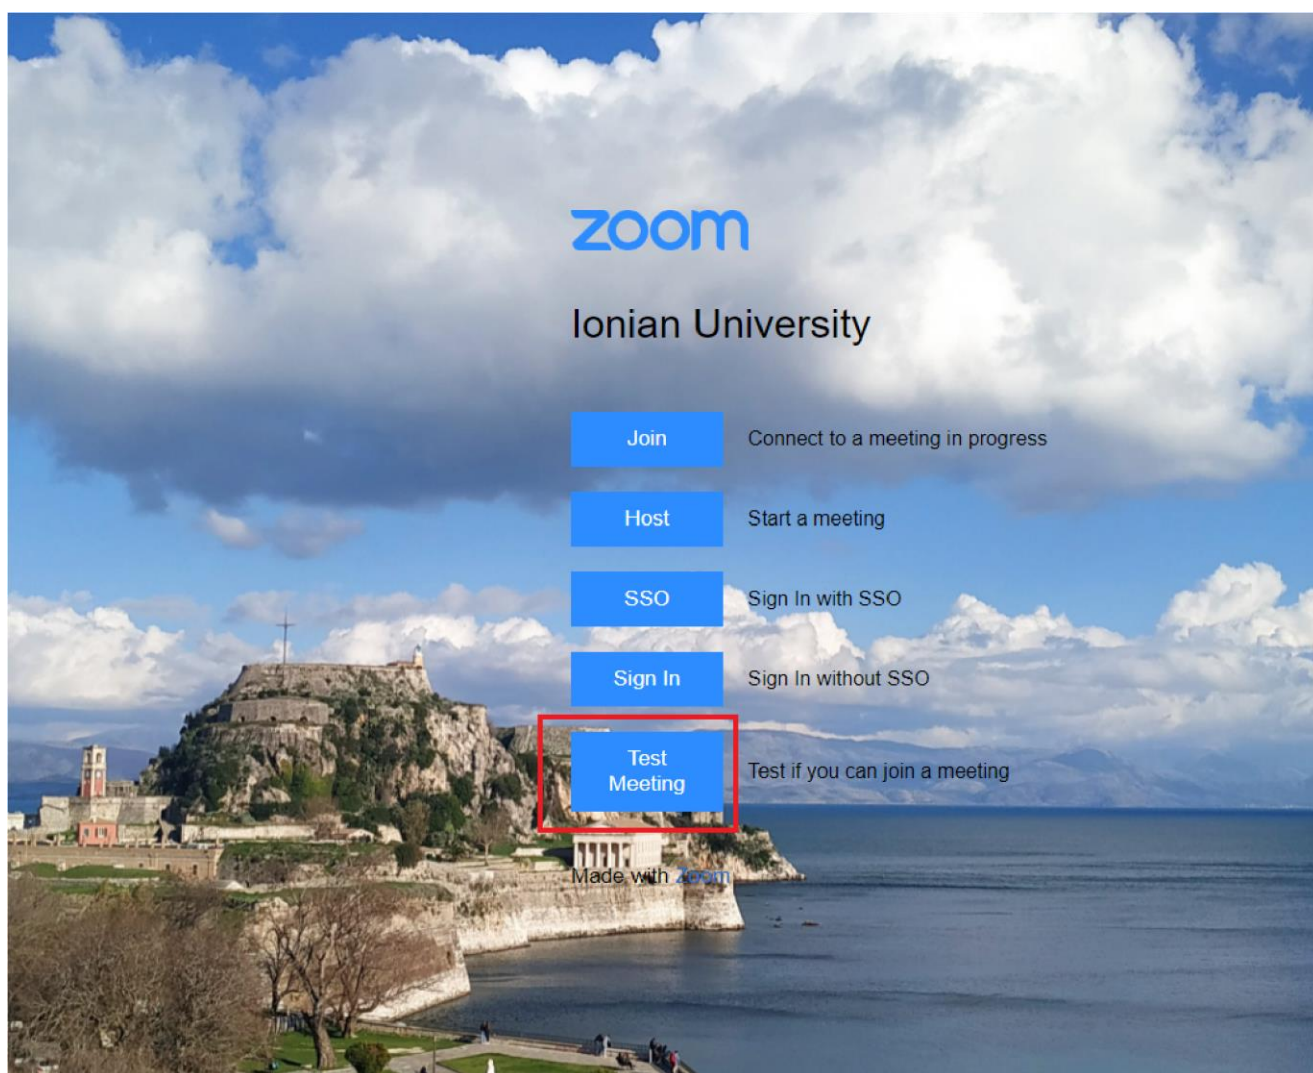 zoom
Ionian University
Join Connect to a meeting in progress
Host Start a meeting
SSO Sign In with SSO
Sign In Sign In without SSO
Test
Meeting
Test if you can join a meeting
Made with Zoom